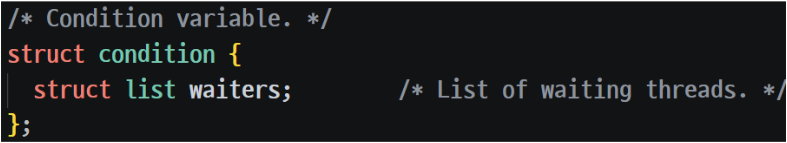 /* Condition variable. */
struct condition {
  struct list waiters;        /* List of waiting threads. */
};